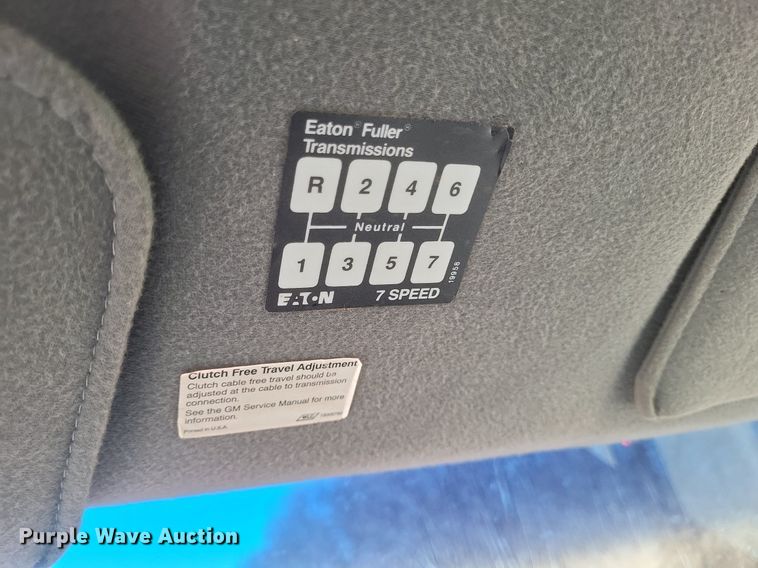 Eaton® Fuller®
Transmissions
R 2 4 6
Neutral
1 3 5 7
EATON 7 SPEED
19958
Clutch Free Travel Adjustment
Clutch cable free travel should be
adjusted at the cable to transmission
connection.
See the GM Service Manual for more
information.
Printed in U.S.A.
Purple Wave Auction